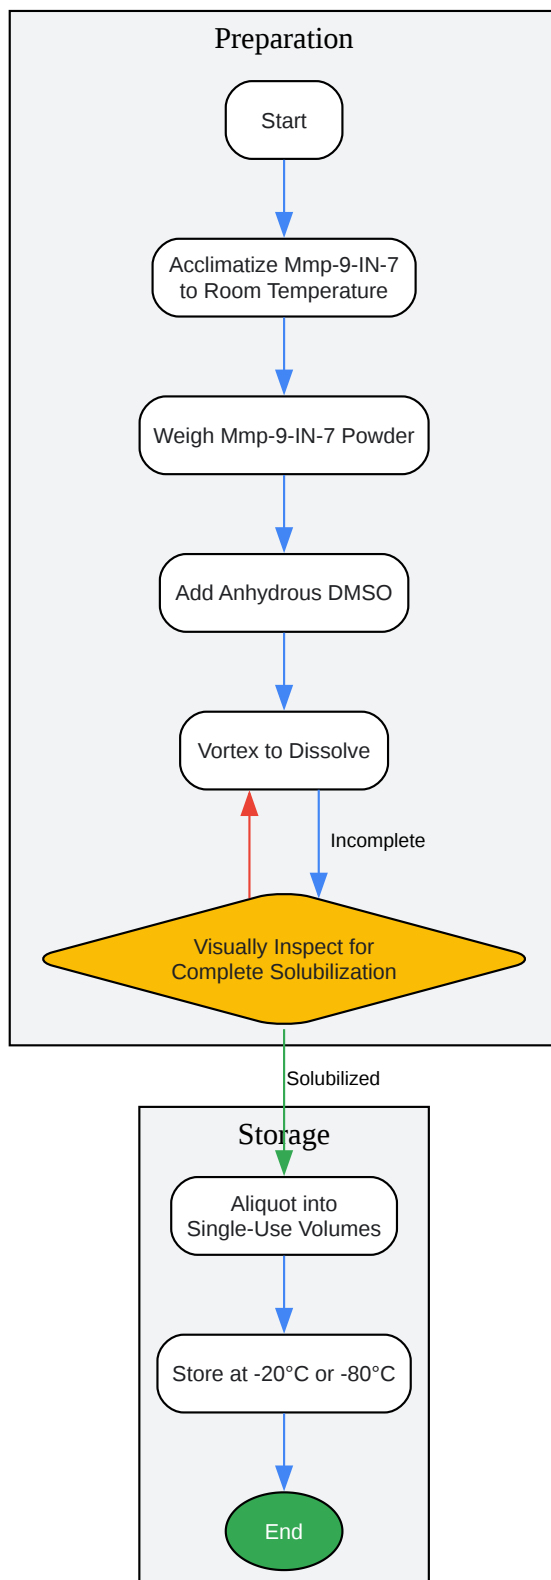 Preparation
Start
Acclimatize Mmp-9-IN-7
to Room Temperature
Weigh Mmp-9-IN-7 Powder
Add Anhydrous DMSO
Vortex to Dissolve
Incomplete
Visually Inspect for
Complete Solubilization
Solubilized
Storage
Aliquot into
Single-Use Volumes
Store at -20°C or -80°C
End